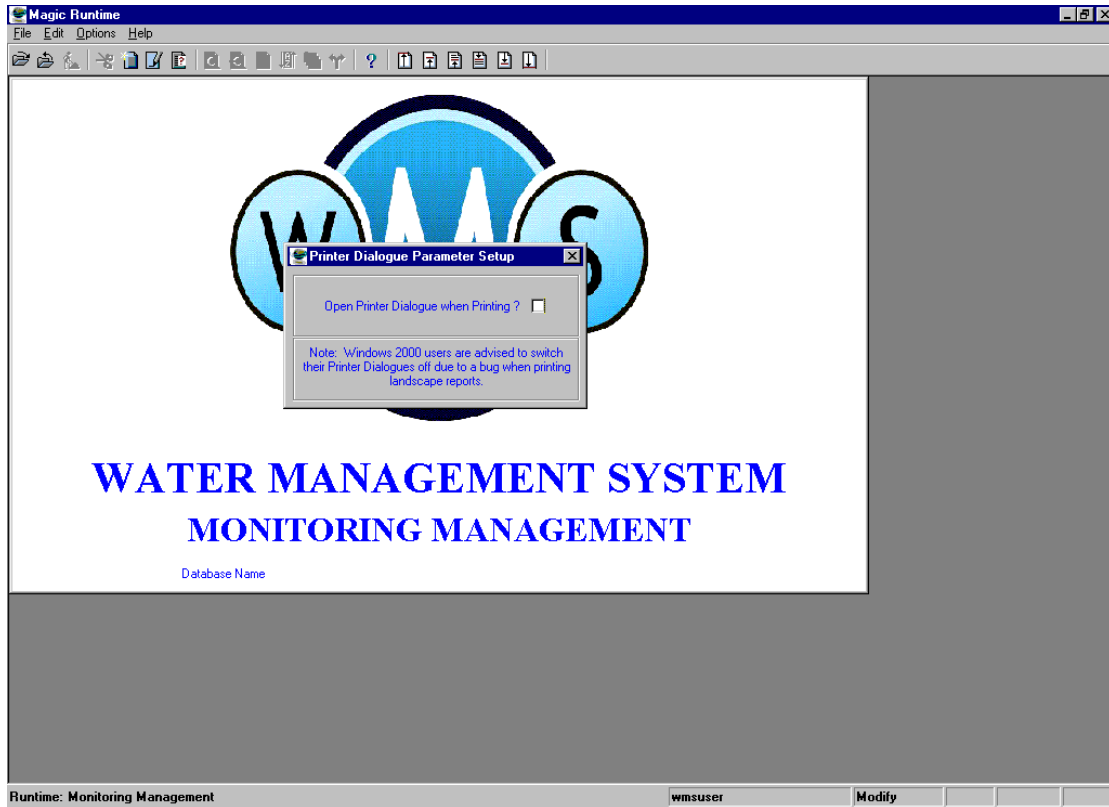 Magic Runtime
File Edit Options Help
W M S
Printer Dialogue Parameter Setup
Open Printer Dialogue when Printing ?
Note: Windows 2000 users are advised to switch
their Printer Dialogues off due to a bug when printing
landscape reports.
WATER MANAGEMENT SYSTEM
MONITORING MANAGEMENT
Database Name
Runtime: Monitoring Management wmsuser Modify